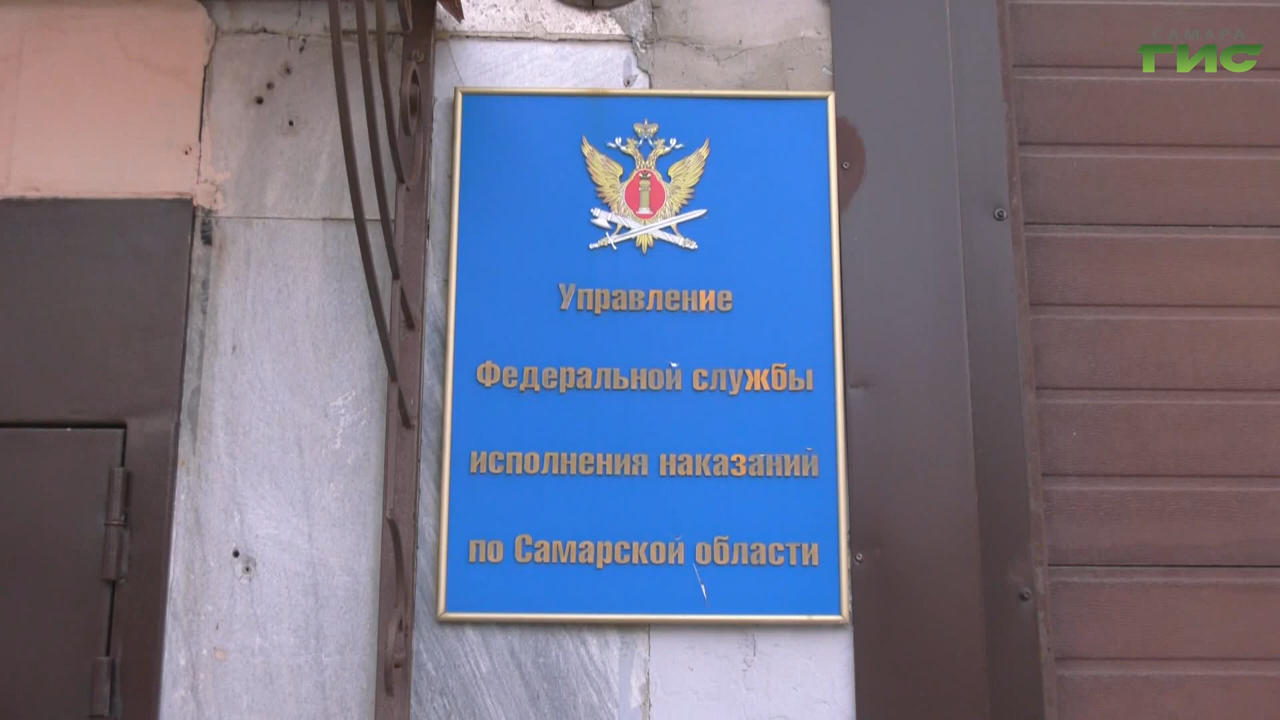 САМАРА
ГИС
Управление
Федеральной службы
исполнения наказаний
по Самарской области